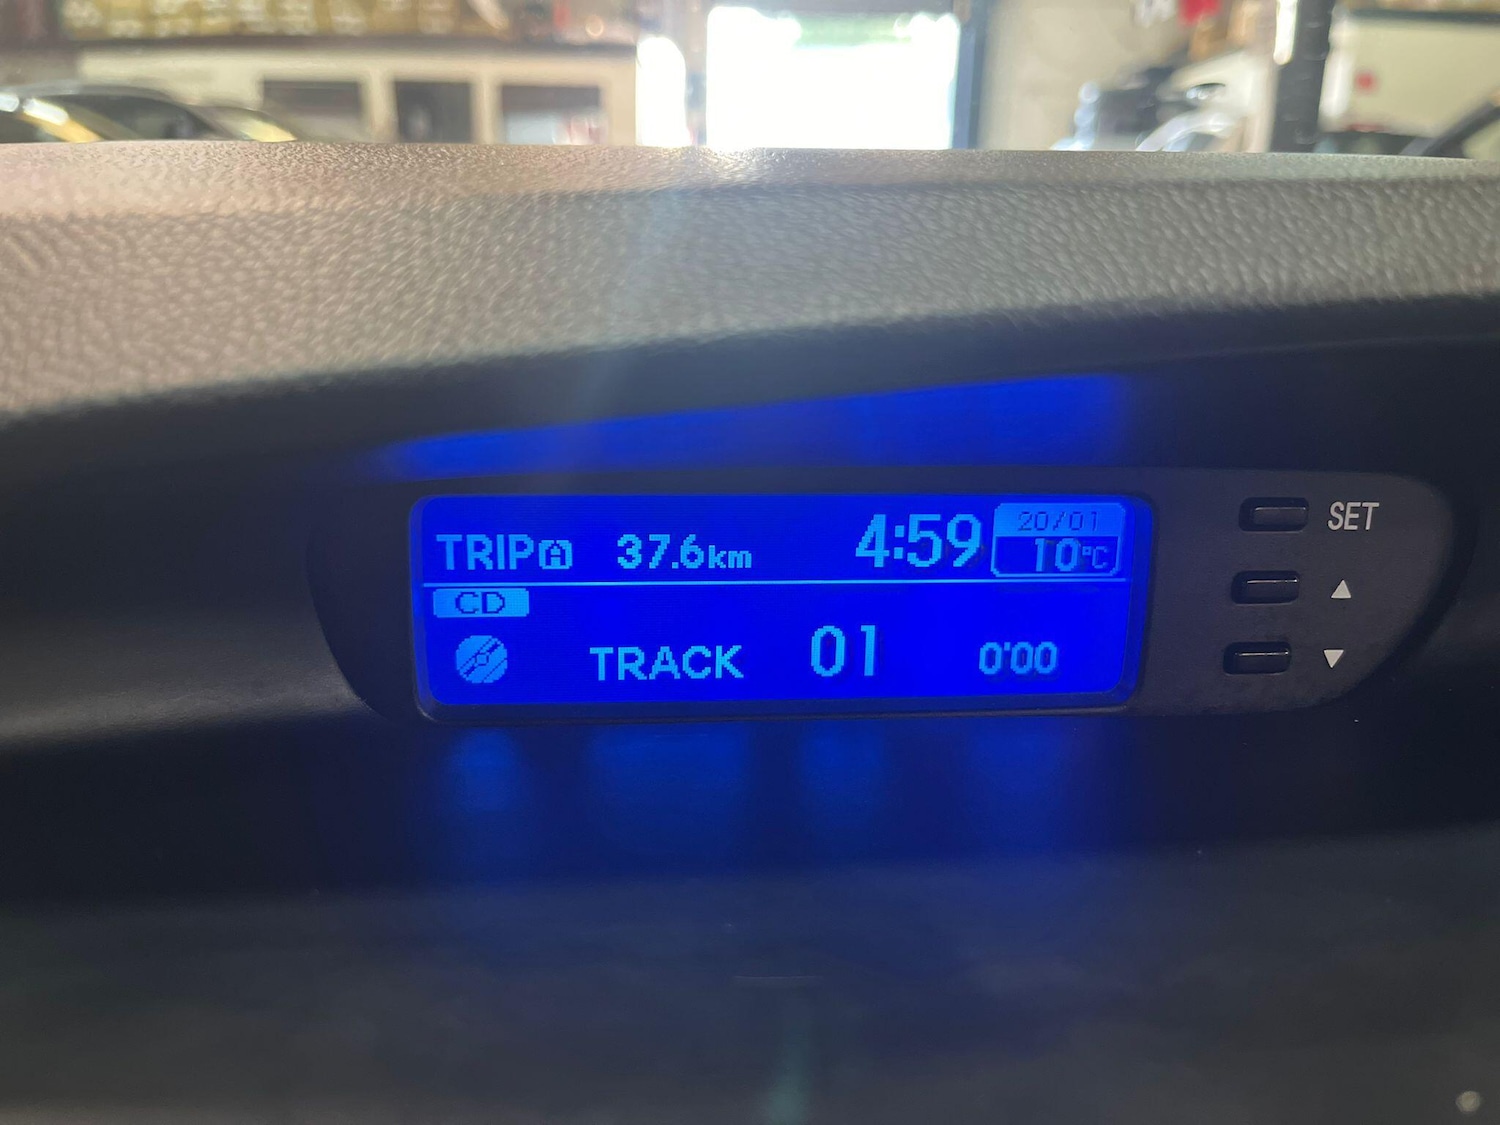 TRIP A 37.6km 4:59 20/01
10°C
CD
TRACK 01 0'00
SET